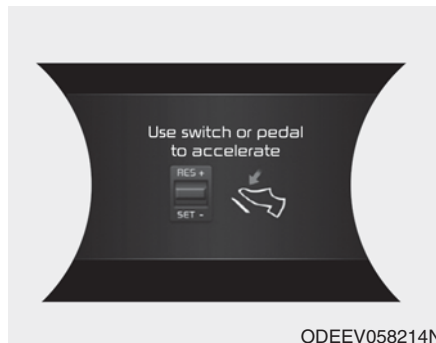 Use switch or pedal
to accelerate
RES +
SET -
ODEEV058214N